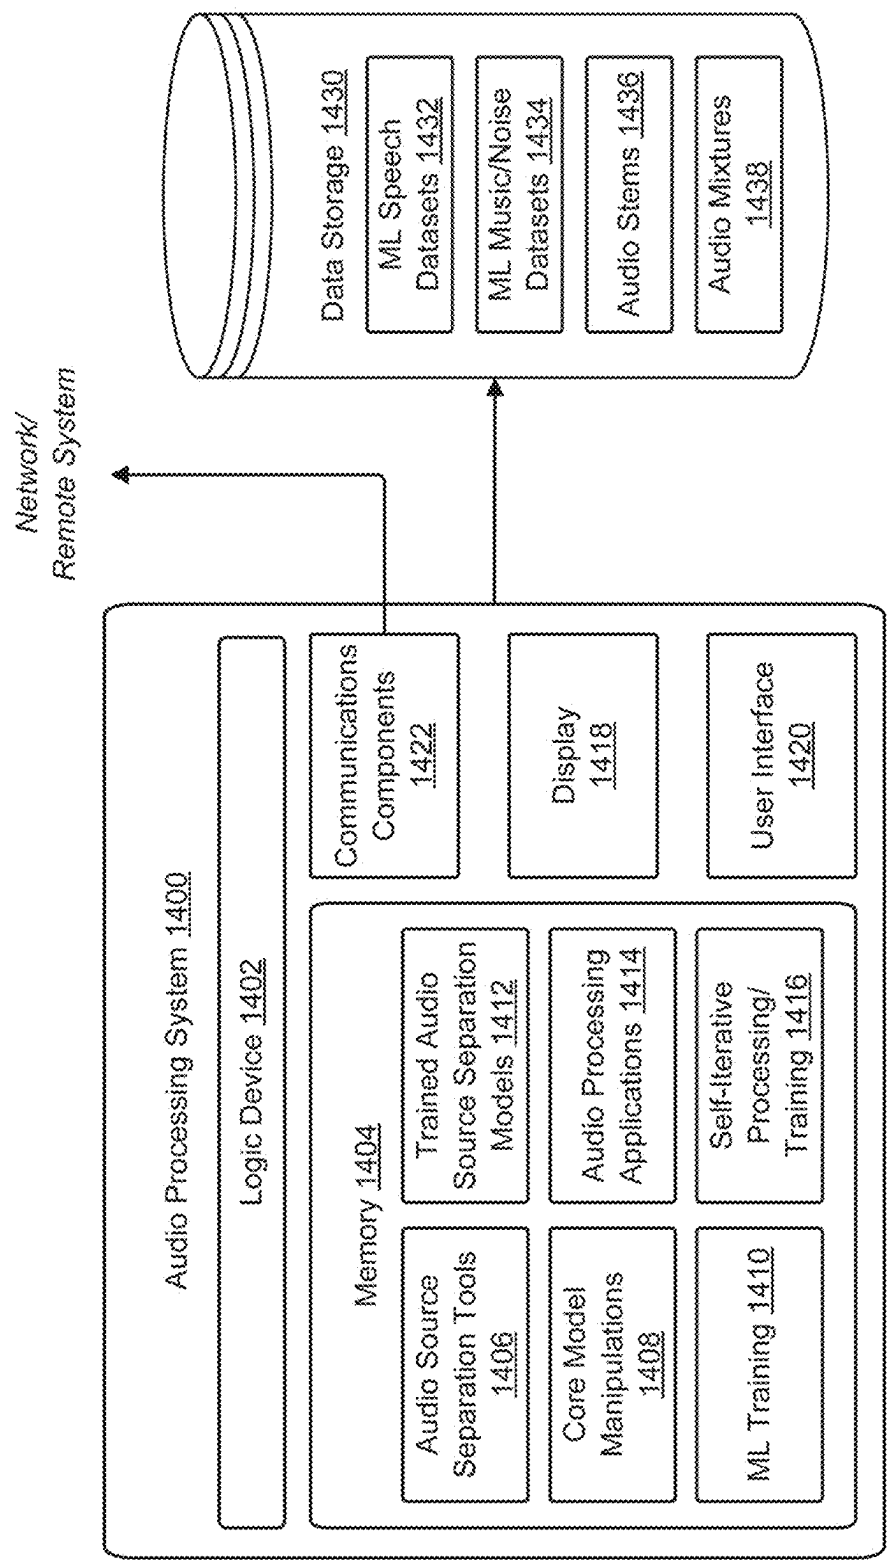 Audio Processing System 1400
Logic Device 1402
Memory 1404
Audio Source
Separation Tools
1406
Trained Audio
Source Separation
Models 1412
Core Model
Manipulations
1408
Audio Processing
Applications 1414
ML Training 1410
Self-Iterative
Processing/
Training 1416
Communications
Components
1422
Display
1418
User Interface
1420
Network/
Remote System
Data Storage 1430
ML Speech
Datasets 1432
ML Music/Noise
Datasets 1434
Audio Stems 1436
Audio Mixtures
1438